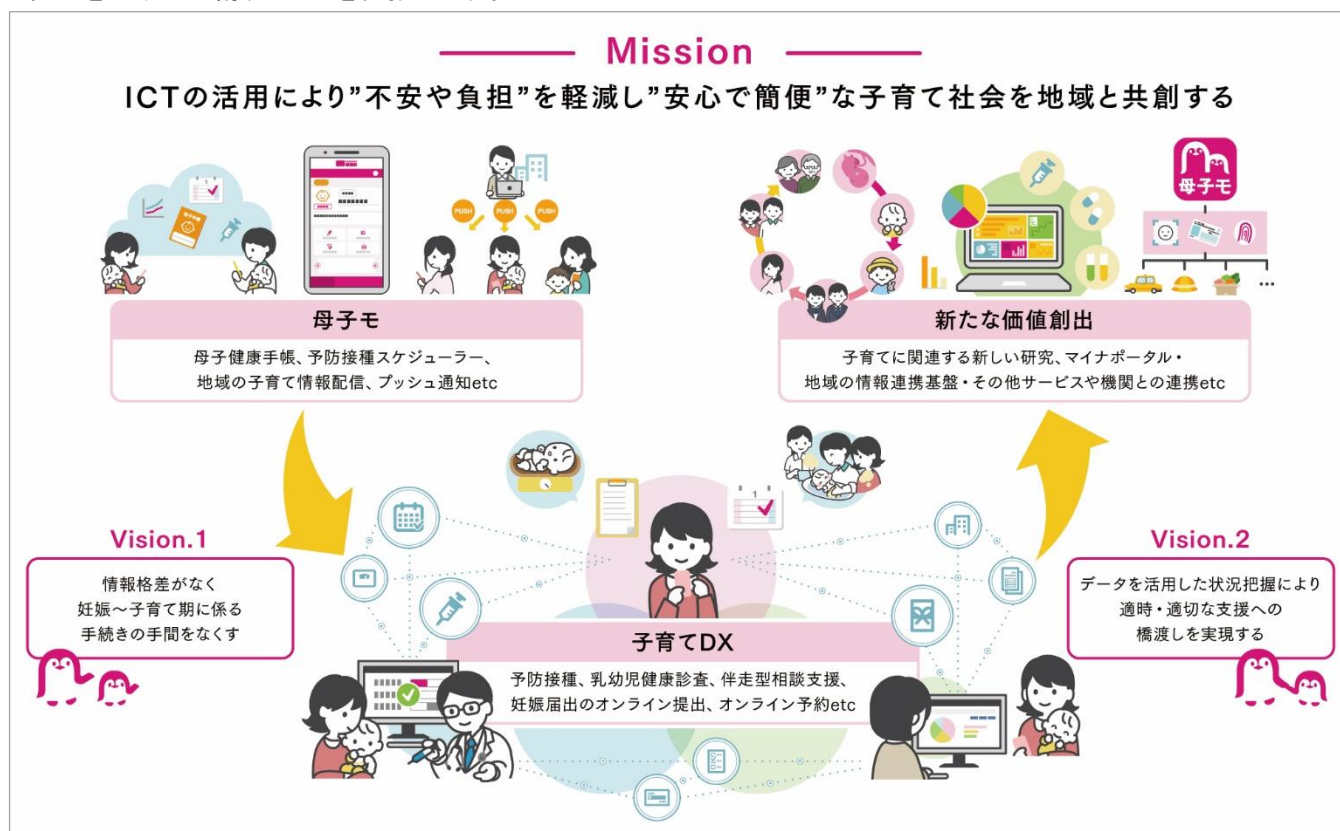 Mission
ICTの活用により”不安や負担”を軽減し”安心で簡便”な子育て社会を地域と共創する
PUSH
PUSH
PUSH
母子モ
母子モ
母子健康手帳、予防接種スケジューラー、
地域の子育て情報配信、プッシュ通知etc
新たな価値創出
子育てに関連する新しい研究、マイナポータル・
地域の情報連携基盤・その他サービスや機関との連携etc
…
1
Vision.1
情報格差がなく
妊娠〜子育て期に係る
手続きの手間をなくす
Vision.2
データを活用した状況把握により
適時・適切な支援への
橋渡しを実現する
子育てDX
予防接種、乳幼児健康診査、伴走型相談支援、
妊娠届出のオンライン提出、オンライン予約etc